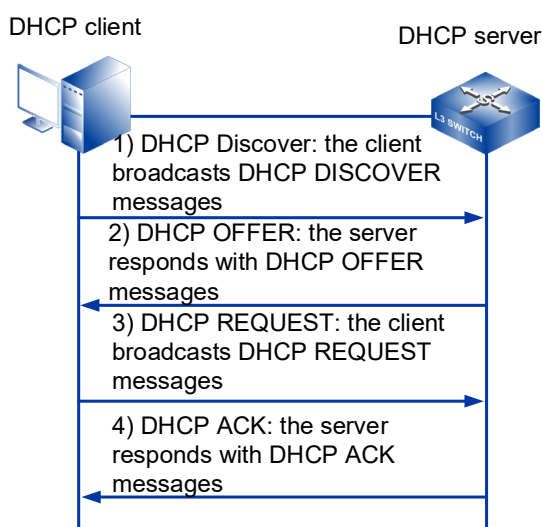 DHCP client
DHCP server
L3 SWITCH
1) DHCP Discover: the client
broadcasts DHCP DISCOVER
messages
2) DHCP OFFER: the server
responds with DHCP OFFER
messages
3) DHCP REQUEST: the client
broadcasts DHCP REQUEST
messages
4) DHCP ACK: the server
responds with DHCP ACK
messages